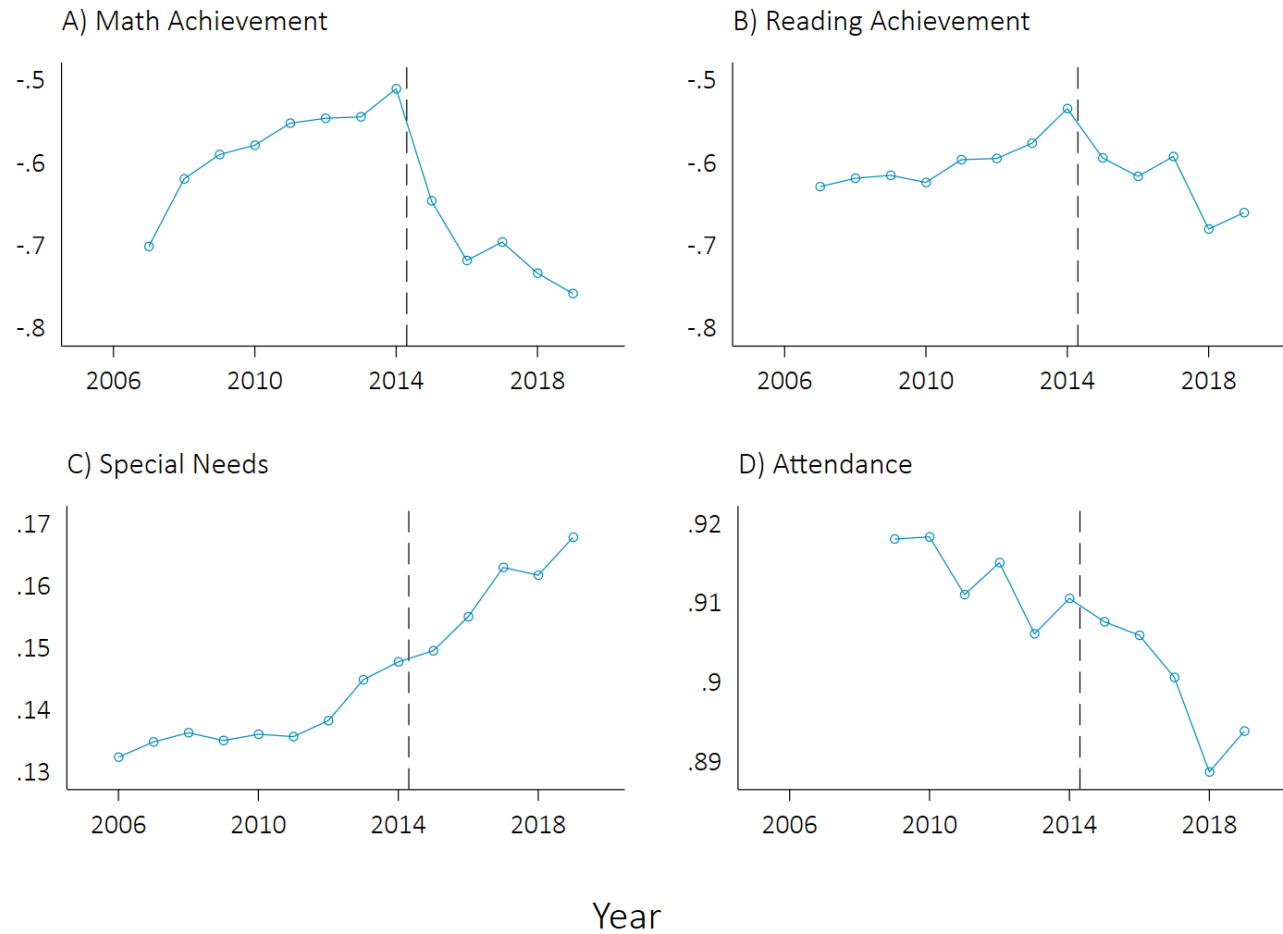 A) Math Achievement
-.5
-.6
-.7
-.8
2006 2010 2014 2018
B) Reading Achievement
-.5
-.6
-.7
-.8
2006 2010 2014 2018
C) Special Needs
.17
.16
.15
.14
.13
2006 2010 2014 2018
D) Attendance
.92
.91
.9
.89
2006 2010 2014 2018
Year